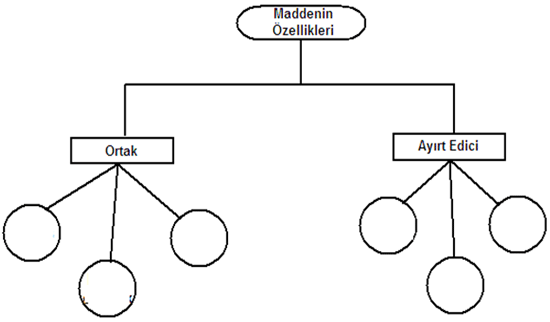 Maddenin
Özellikleri
Ortak
Ayırt Edici